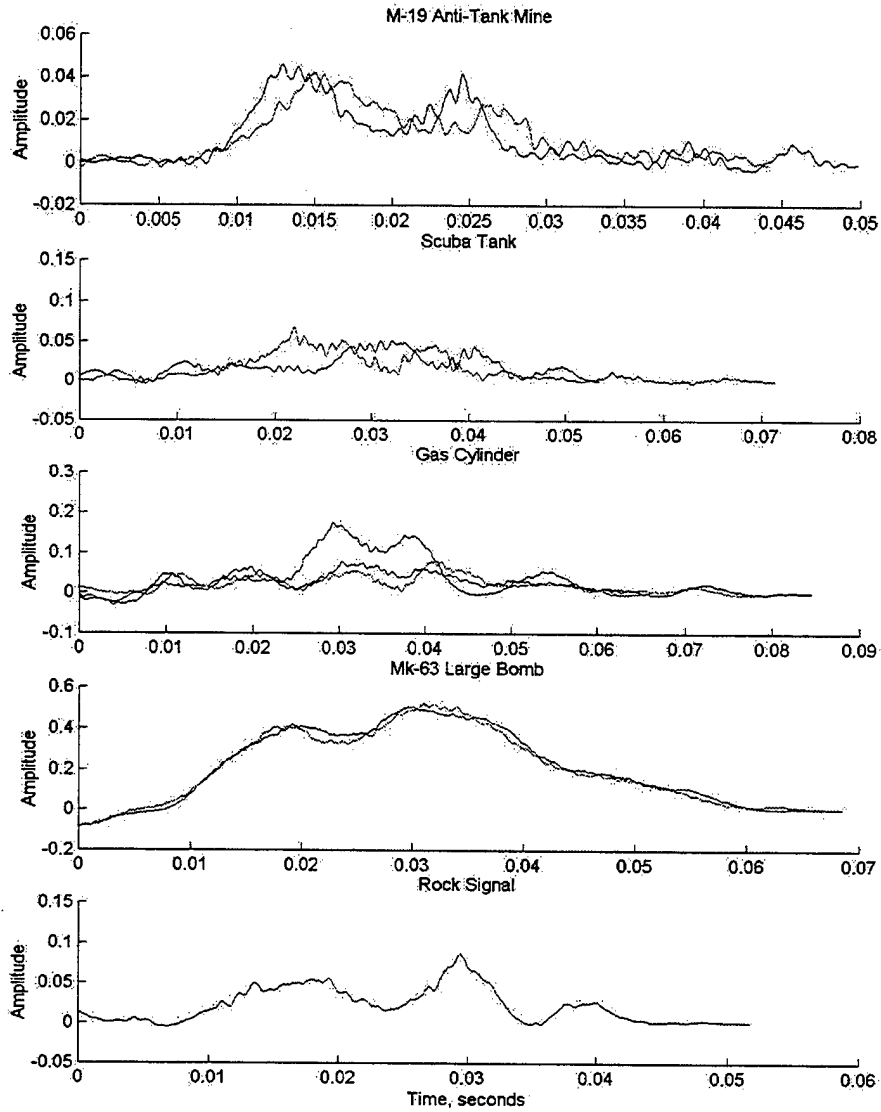 M-19 Anti-Tank Mine
0.06
0.04
0.02
0
-0.02
Amplitude
0 0.005 0.01 0.015 0.02 0.025 0.03 0.035 0.04 0.045 0.05
Scuba Tank
0.15
0.1
0.05
0
-0.05
Amplitude
0 0.01 0.02 0.03 0.04 0.05 0.06 0.07 0.08
Gas Cylinder
0.3
0.2
0.1
0
-0.1
Amplitude
0 0.01 0.02 0.03 0.04 0.05 0.06 0.07 0.08 0.09
Mk-63 Large Bomb
0.6
0.4
0.2
0
-0.2
Amplitude
0 0.01 0.02 0.03 0.04 0.05 0.06 0.07
Rock Signal
0.15
0.1
0.05
0
-0.05
Amplitude
0 0.01 0.02 0.03 0.04 0.05 0.06
Time, seconds